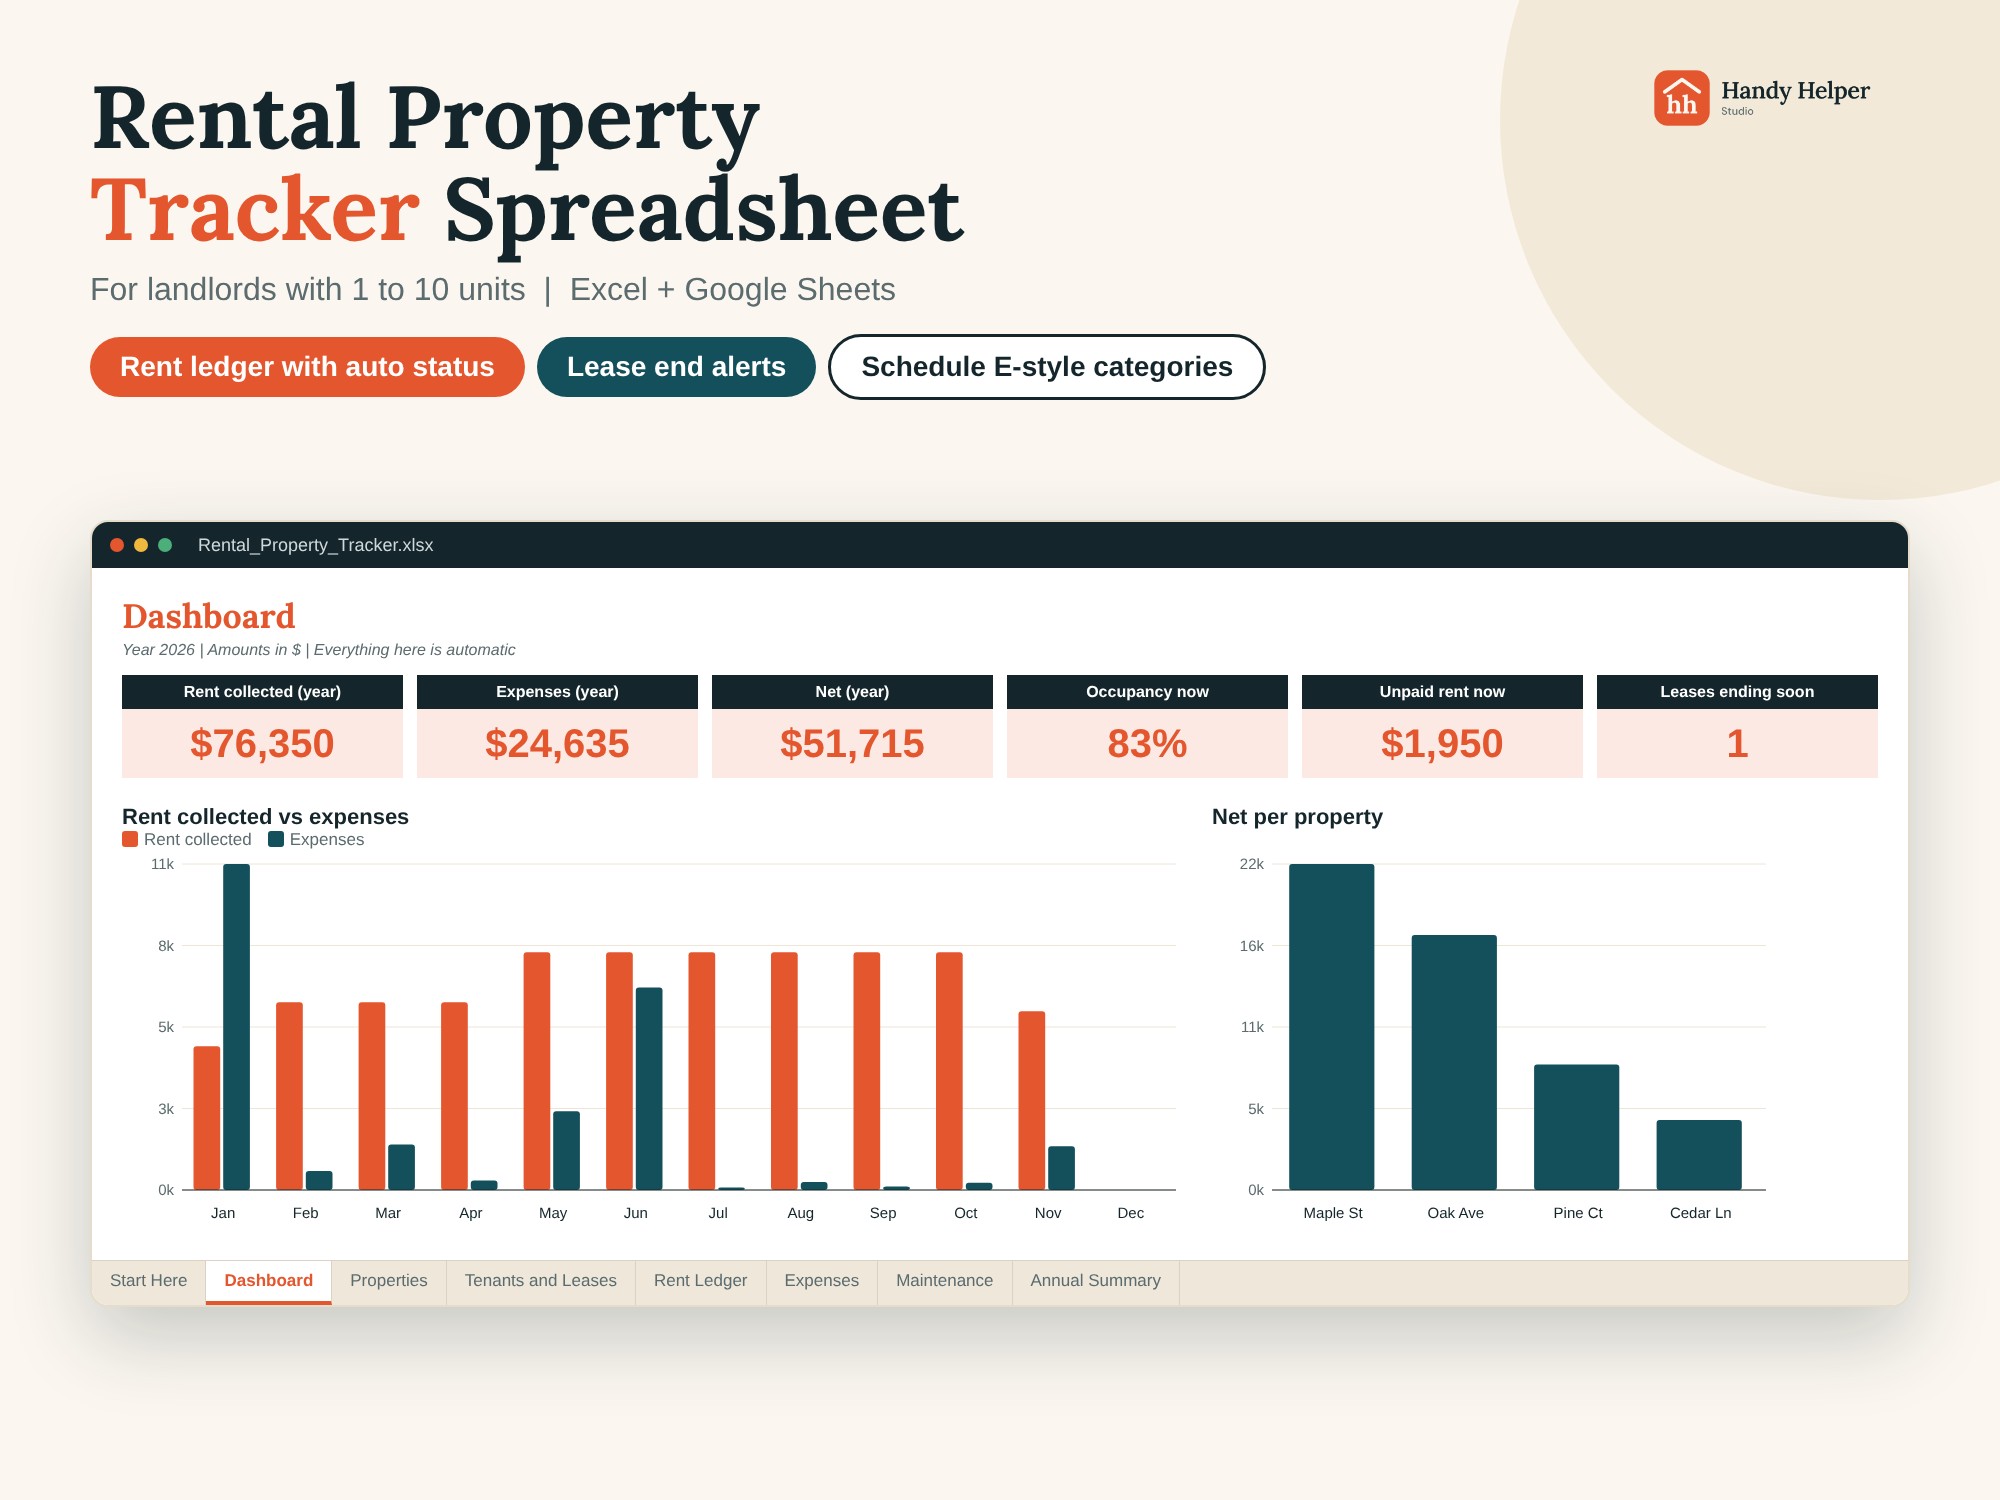 Rental Property
Tracker Spreadsheet
hh
Handy Helper
Studio
For landlords with 1 to 10 units | Excel + Google Sheets
Rent ledger with auto status
Lease end alerts
Schedule E-style categories
Rental_Property_Tracker.xlsx
Dashboard
Year 2026 | Amounts in $ | Everything here is automatic
Rent collected (year)
$76,350
Expenses (year)
$24,635
Net (year)
$51,715
Occupancy now
83%
Unpaid rent now
$1,950
Leases ending soon
1
Rent collected vs expenses
Rent collected Expenses
11k
8k
5k
3k
0k
Jan Feb Mar Apr May Jun Jul Aug Sep Oct Nov Dec
Net per property
22k
16k
11k
5k
0k
Maple St Oak Ave Pine Ct Cedar Ln
Start Here Dashboard Properties Tenants and Leases Rent Ledger Expenses Maintenance Annual Summary